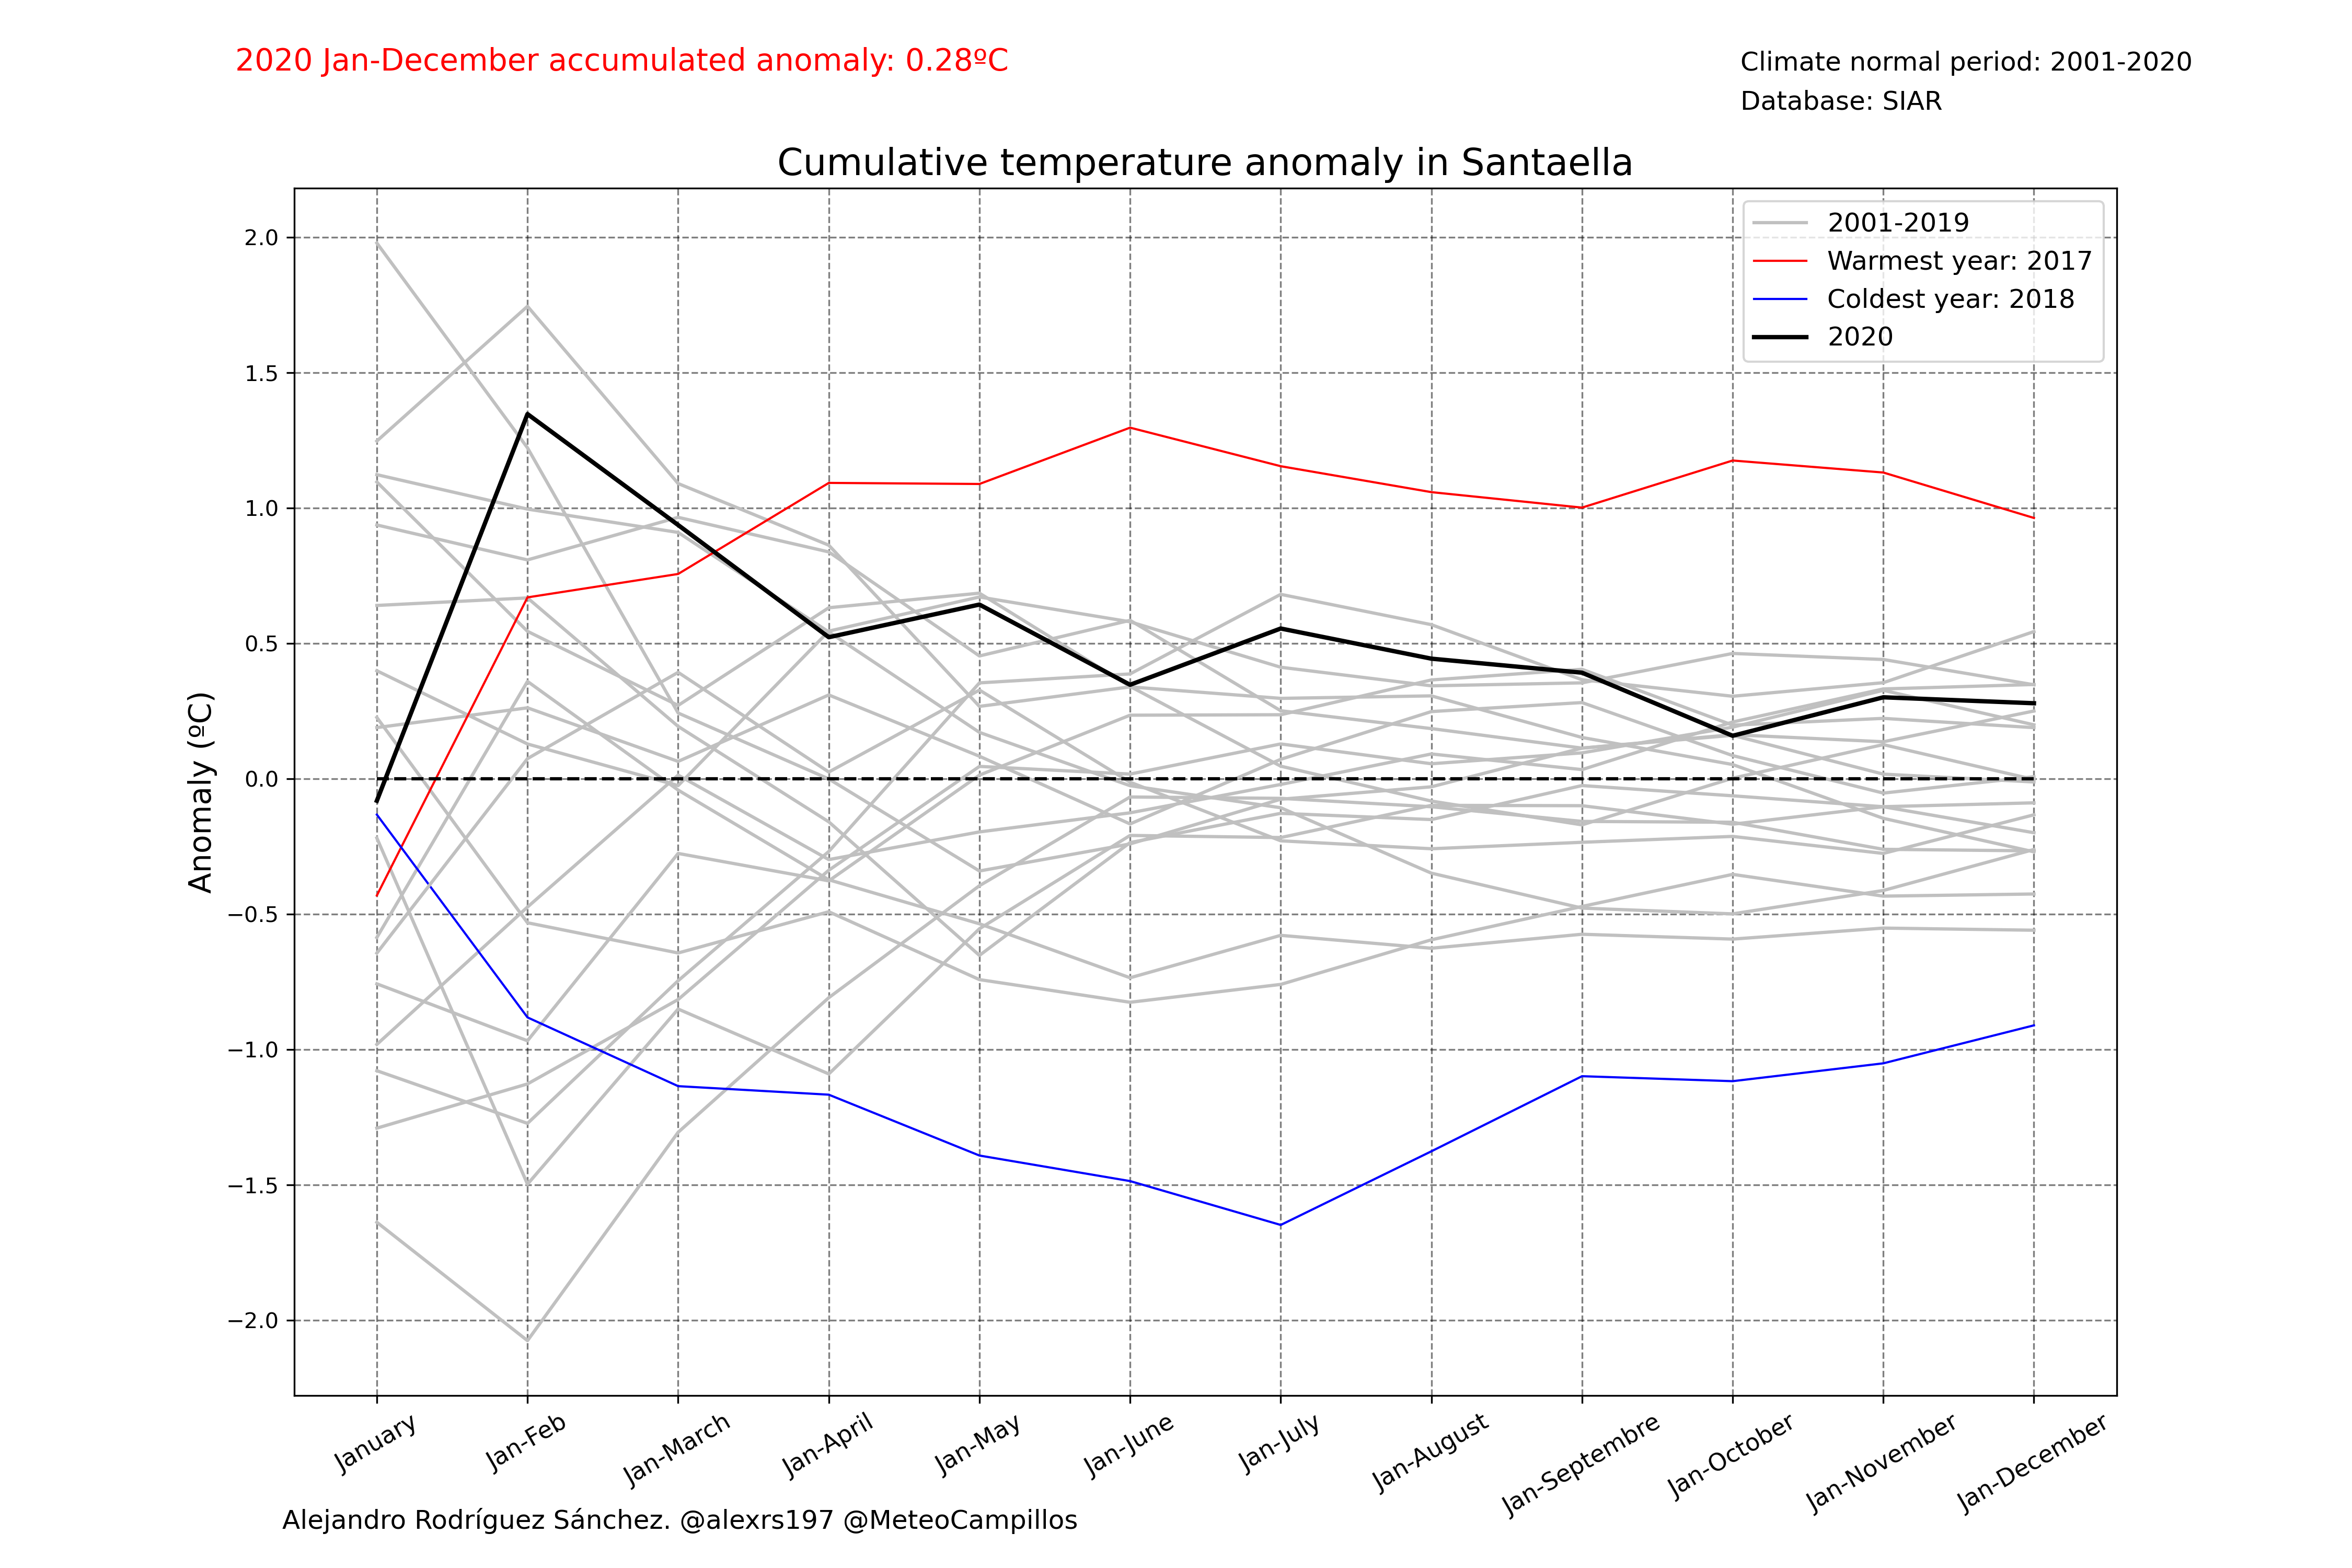 2020 Jan-December accumulated anomaly: 0.28ºC
Climate normal period: 2001-2020
Database: SIAR
Cumulative temperature anomaly in Santaella
2001-2019
Warmest year: 2017
Coldest year: 2018
2020
Anomaly (ºC)
2.0
1.5
1.0
0.5
0.0
−0.5
−1.0
−1.5
−2.0
January
Jan-Feb
Jan-March
Jan-April
Jan-May
Jan-June
Jan-July
Jan-August
Jan-Septembre
Jan-October
Jan-November
Jan-December
Alejandro Rodríguez Sánchez. @alexrs197 @MeteoCampillos